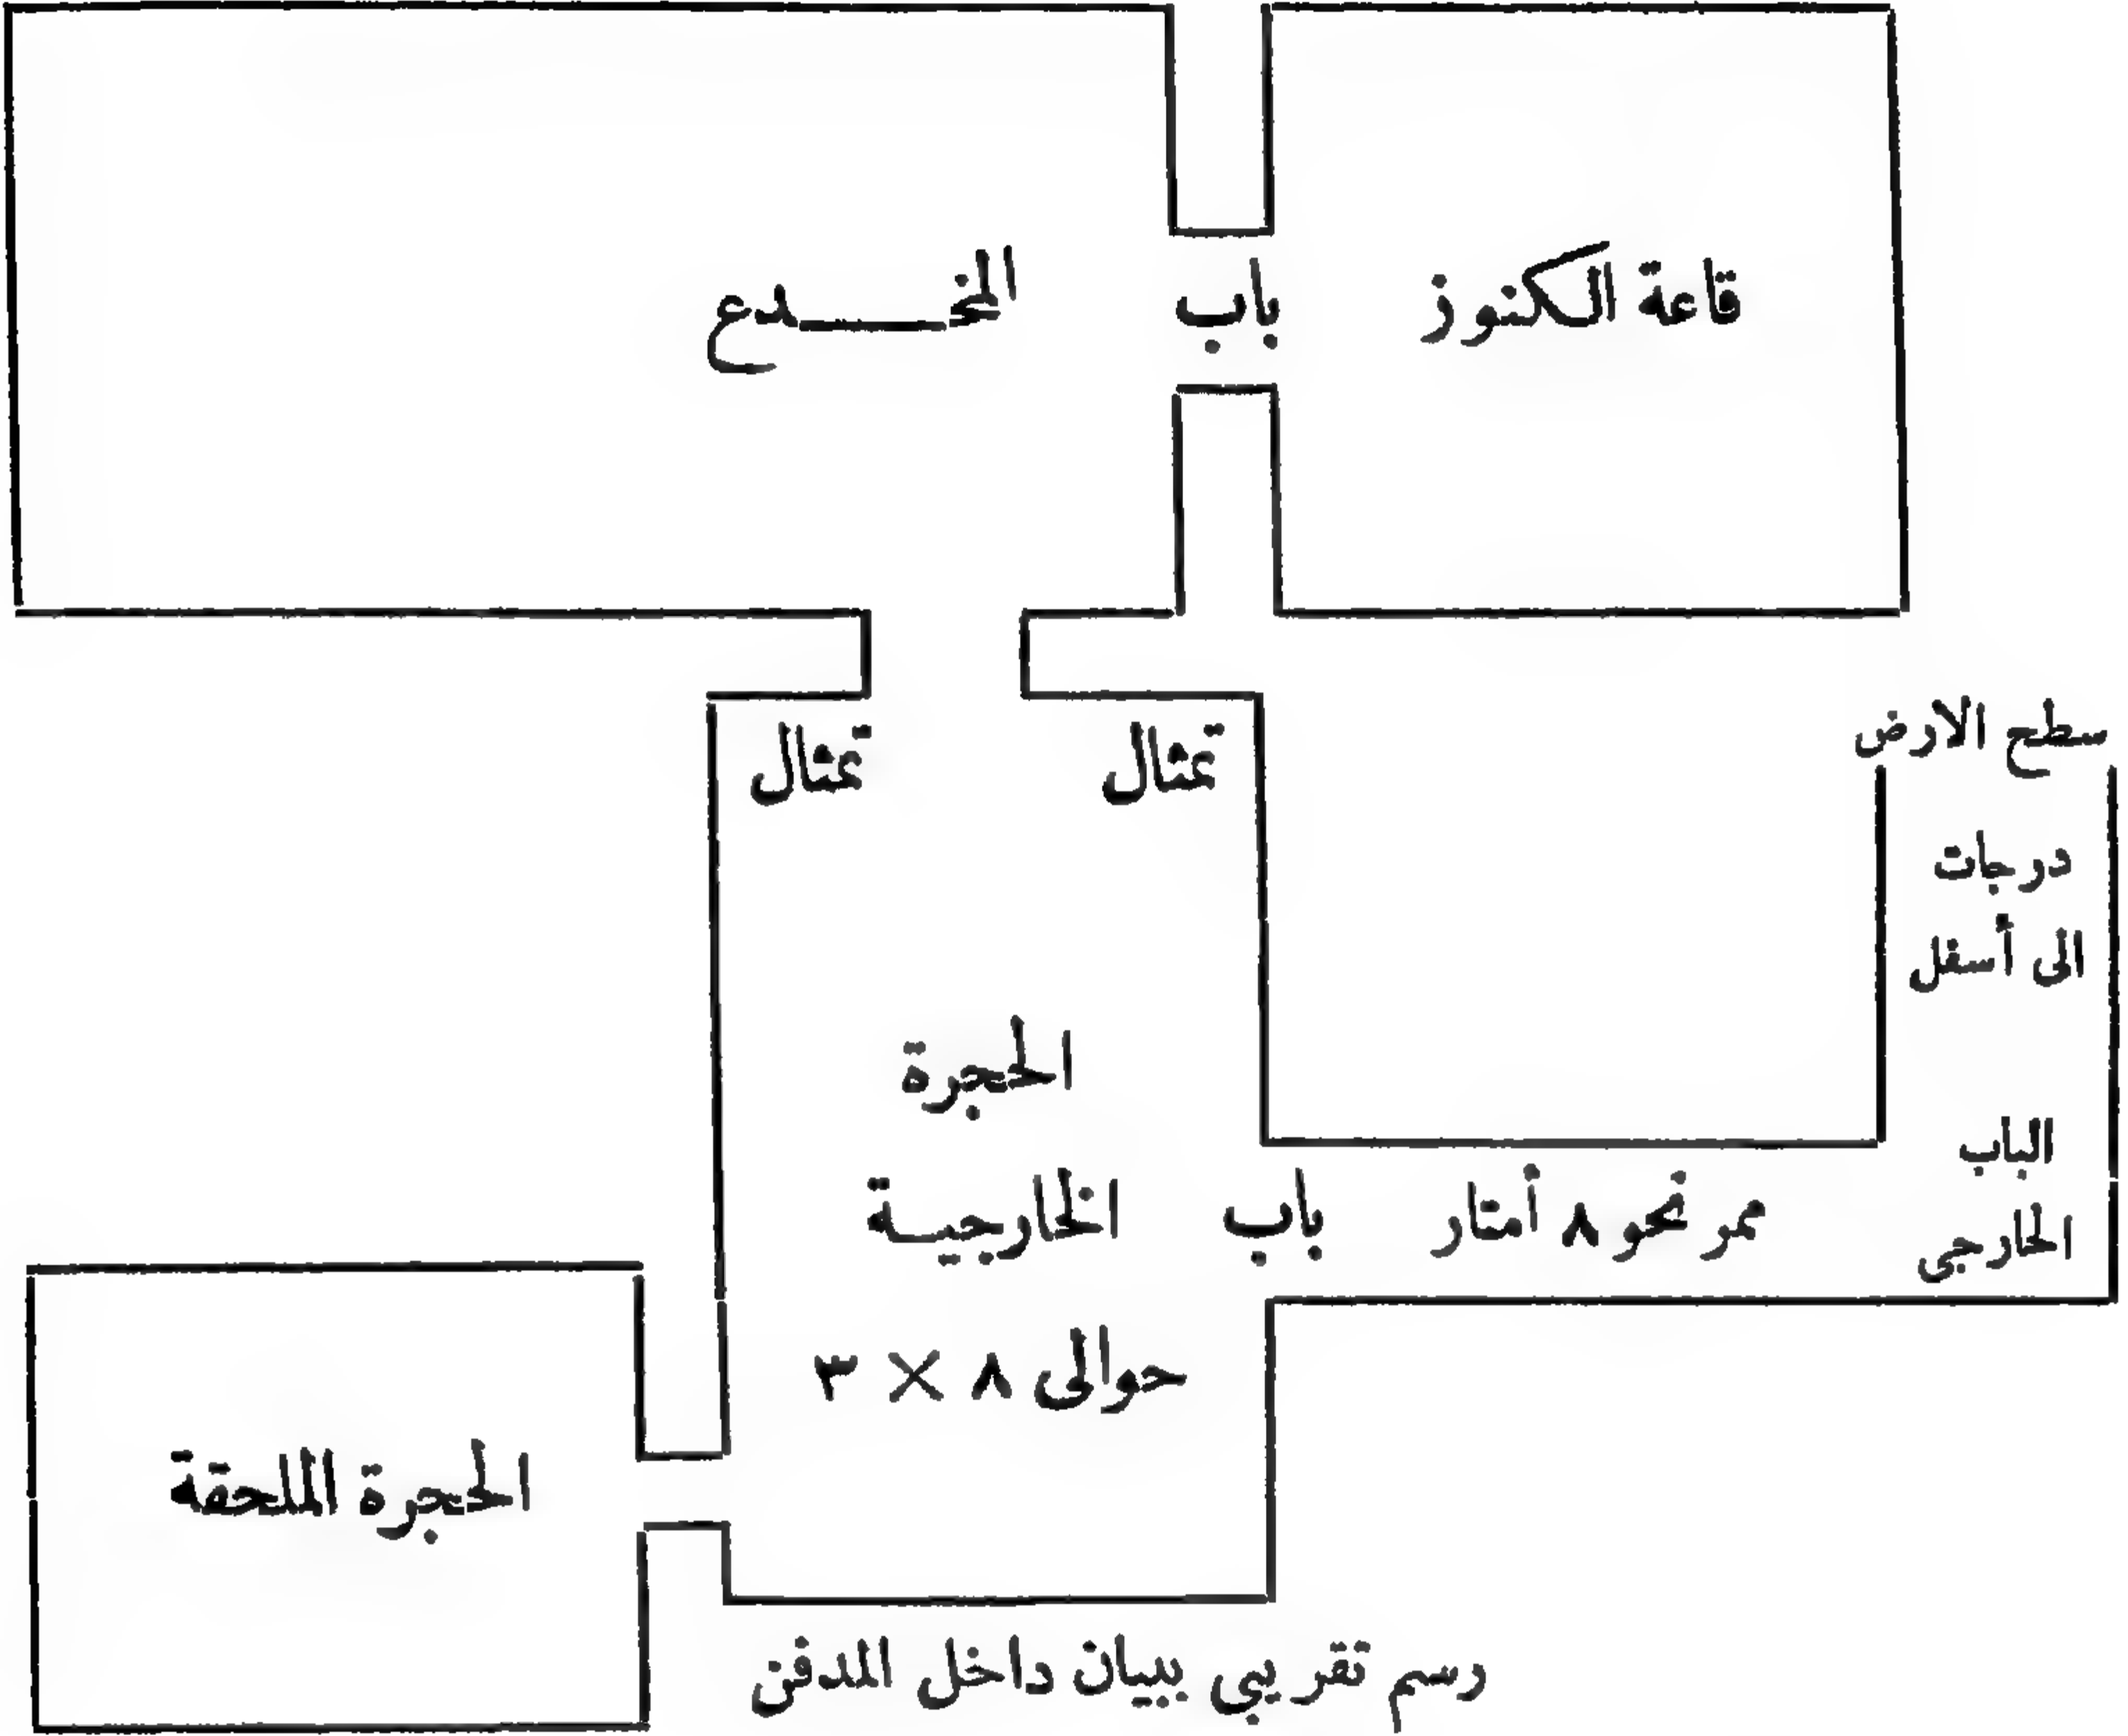 قاعة الكنوز
باب
المخـــدع
تمثال
تمثال
سطح الارض
درجات
الى أسفل
الباب
الخارجى
ممر نحو ٨ أمتار
باب
الحجرة
الخارجيـة
حوالى ٨ × ٣
الحجرة الملحقة
رسم تقريبي ببيان داخل المدفن